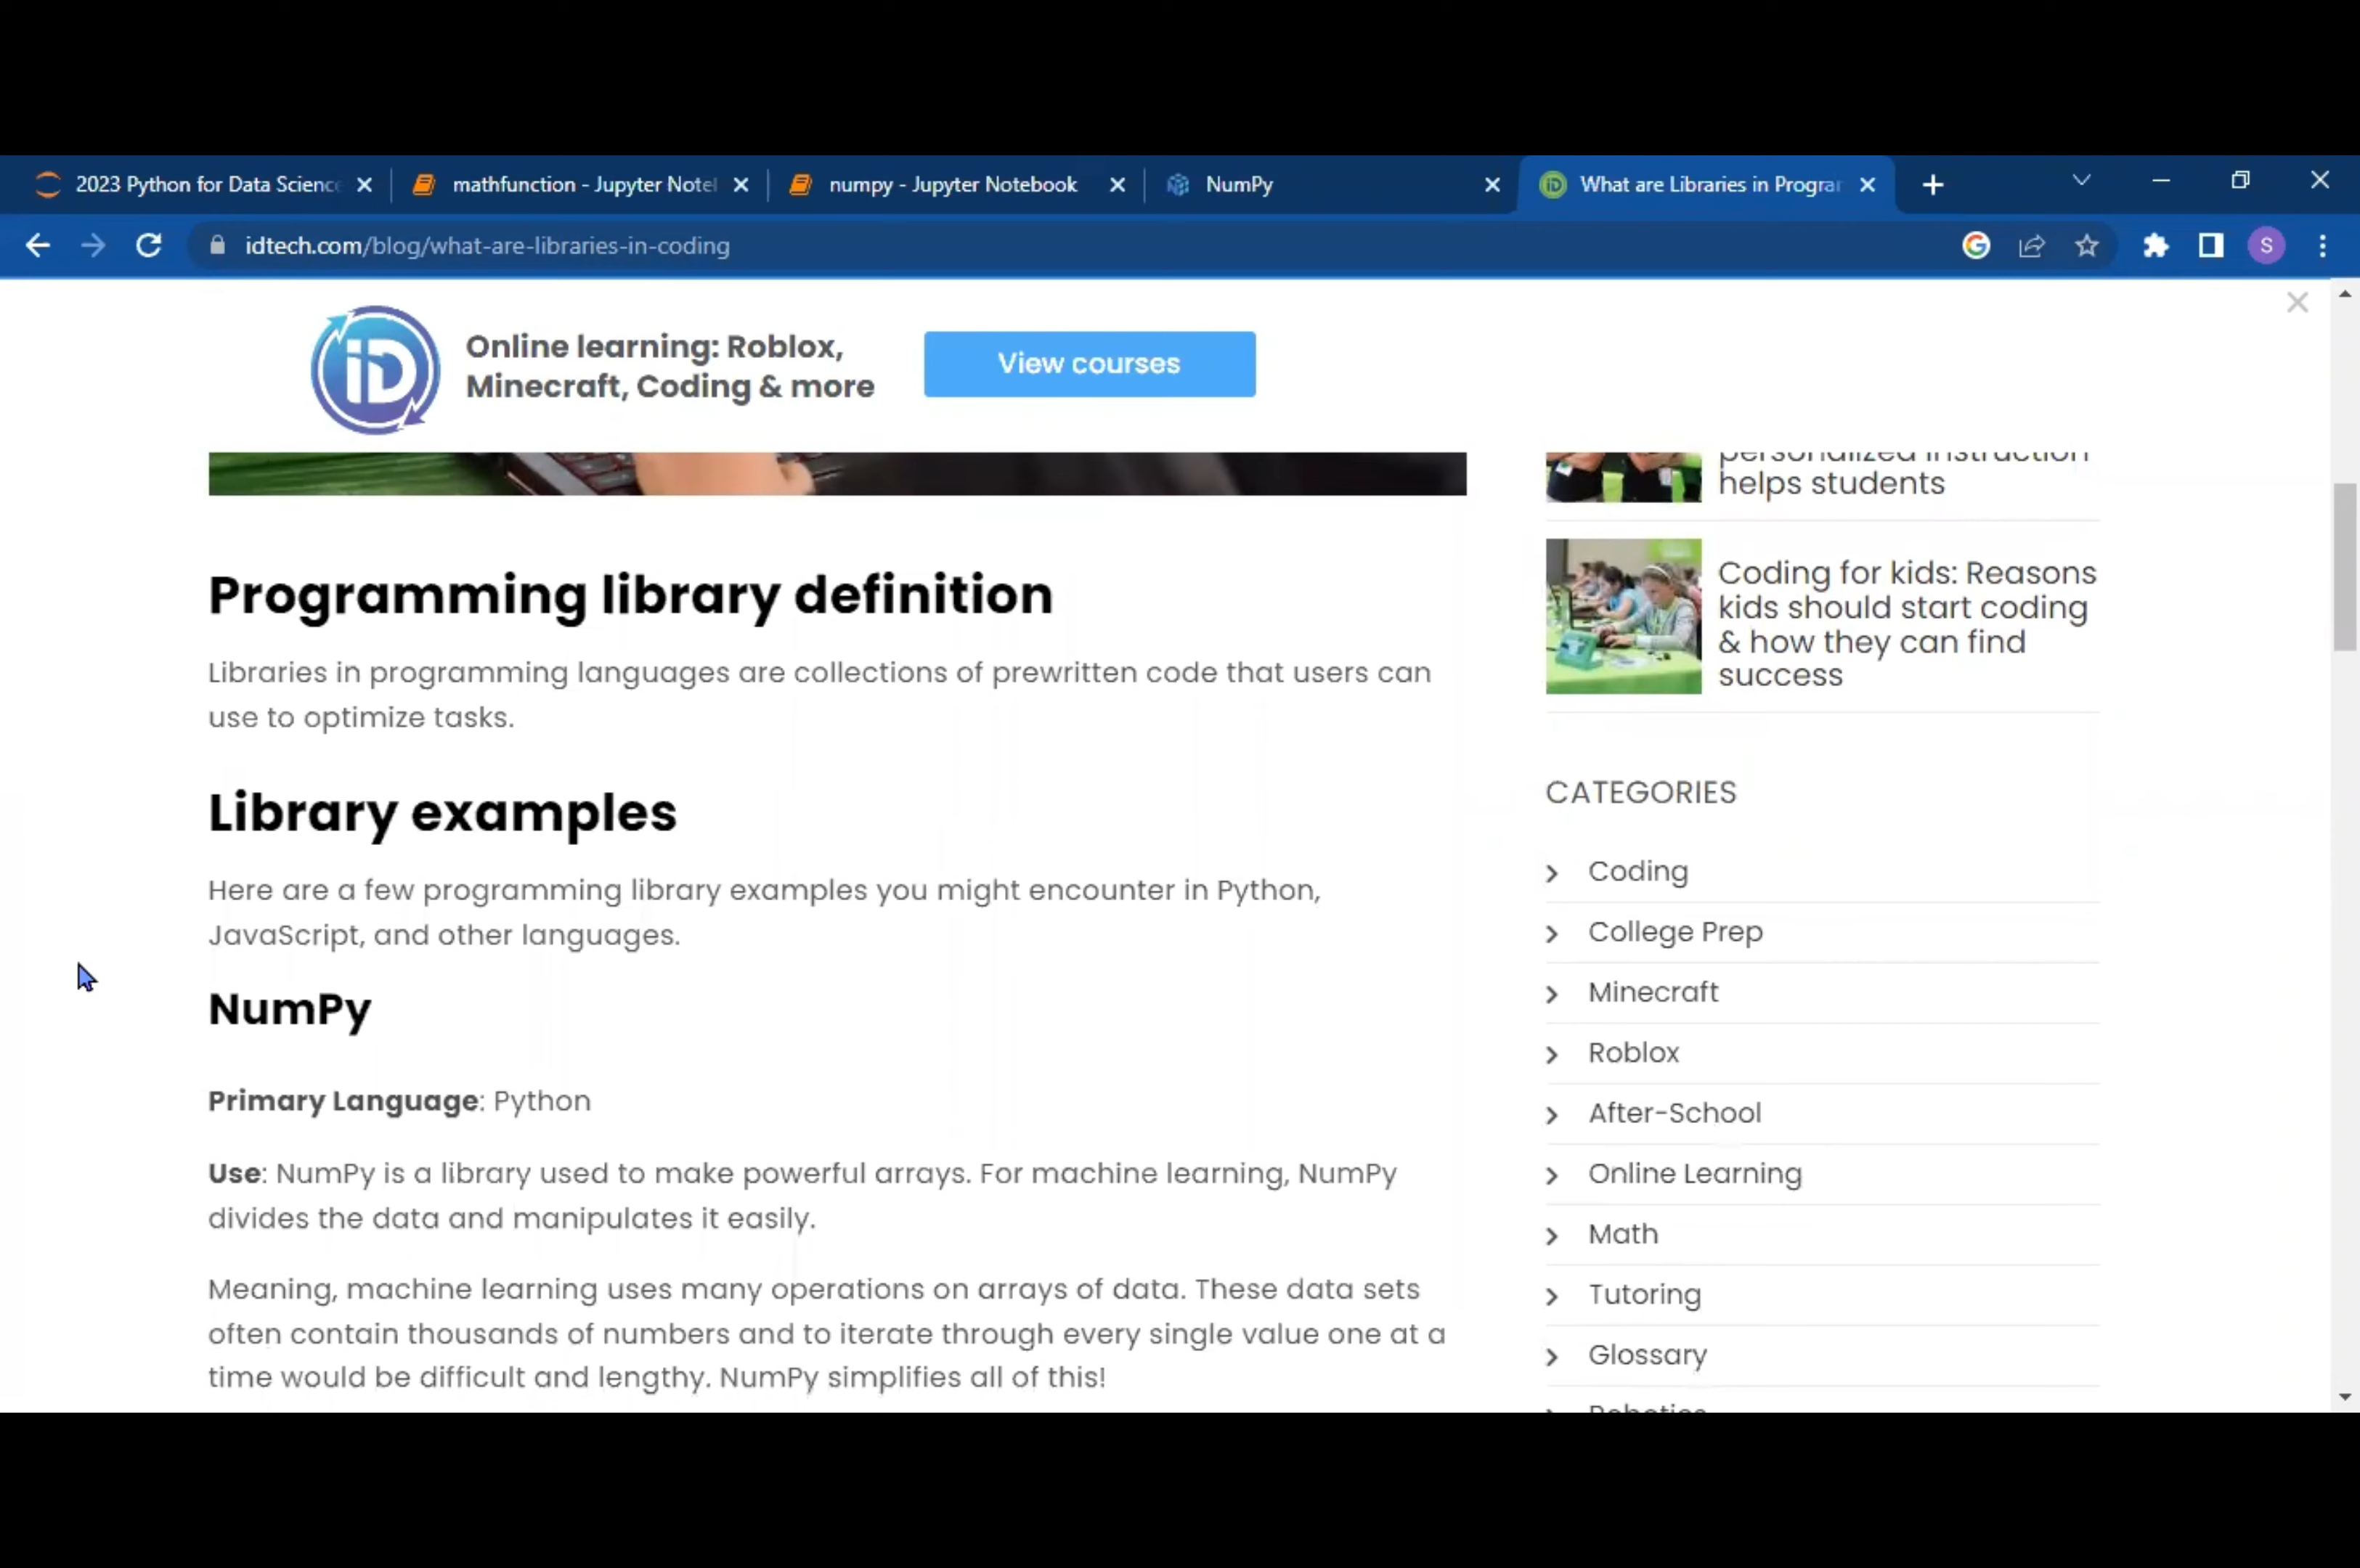 2023 Python for Data Science
mathfunction - Jupyter Note
numpy - Jupyter Notebook
NumPy
What are Libraries in Progra
idtech.com/blog/what-are-libraries-in-coding
S
iD
Online learning: Roblox,
Minecraft, Coding & more
View courses
personalized instruction
helps students
Programming library definition
Libraries in programming languages are collections of prewritten code that users can
use to optimize tasks.
Library examples
Here are a few programming library examples you might encounter in Python,
JavaScript, and other languages.
NumPy
Primary Language: Python
Use: NumPy is a library used to make powerful arrays. For machine learning, NumPy
divides the data and manipulates it easily.
Meaning, machine learning uses many operations on arrays of data. These data sets
often contain thousands of numbers and to iterate through every single value one at a
time would be difficult and lengthy. NumPy simplifies all of this!
Coding for kids: Reasons
kids should start coding
& how they can find
success
CATEGORIES
Coding
College Prep
Minecraft
Roblox
After-School
Online Learning
Math
Tutoring
Glossary
Robotics